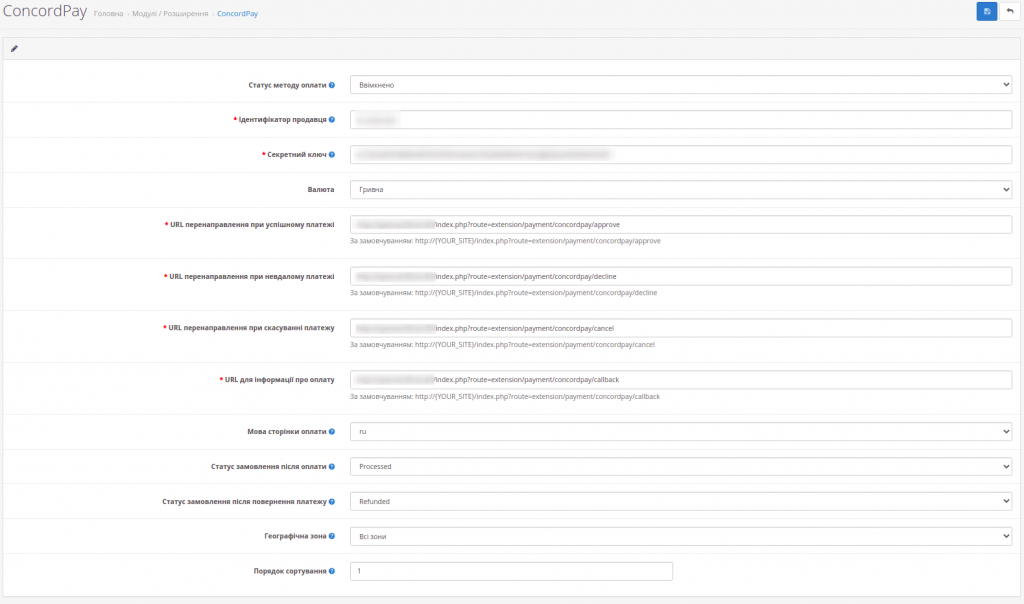 ConcordPay Головна › Модулі / Розширення › ConcordPay
Статус методу оплати Ввімкнено
* Ідентифікатор продавця
* Секретний ключ
Валюта Гривна
* URL перенаправлення при успішному платежі /index.php?route=extension/payment/concordpay/approve
За замовчуванням: http://{YOUR_SITE}/index.php?route=extension/payment/concordpay/approve
* URL перенаправлення при невдалому платежі /index.php?route=extension/payment/concordpay/decline
За замовчуванням: http://{YOUR_SITE}/index.php?route=extension/payment/concordpay/decline
* URL перенаправлення при скасуванні платежу /index.php?route=extension/payment/concordpay/cancel
За замовчуванням: http://{YOUR_SITE}/index.php?route=extension/payment/concordpay/cancel
* URL для інформації про оплату /index.php?route=extension/payment/concordpay/callback
За замовчуванням: http://{YOUR_SITE}/index.php?route=extension/payment/concordpay/callback
Мова сторінки оплати ru
Статус замовлення після оплати Processed
Статус замовлення після повернення платежу Refunded
Географічна зона Всі зони
Порядок сортування 1